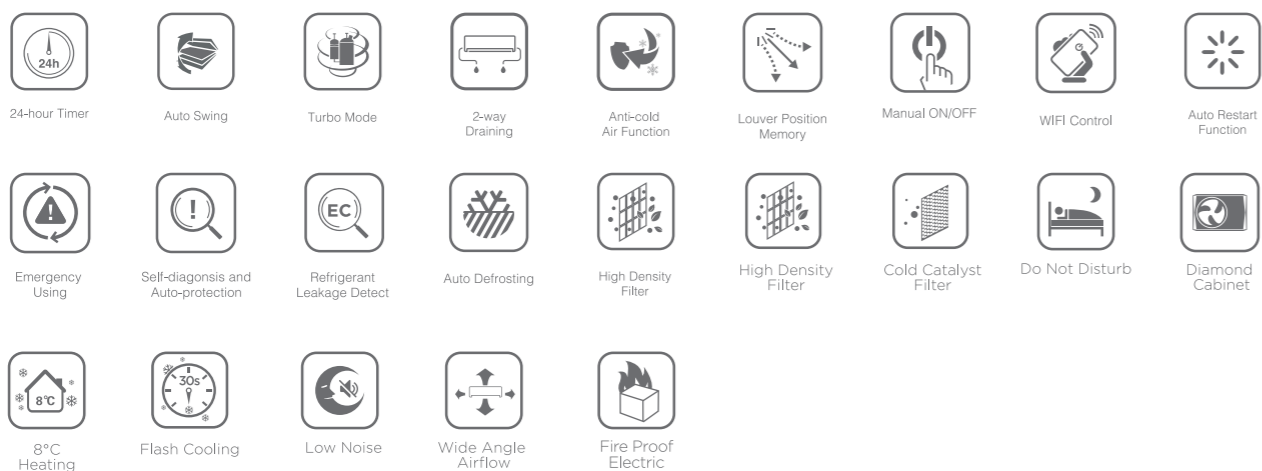 24h
24-hour Timer
Auto Swing
Turbo Mode
2-way
Draining
Anti-cold
Air Function
Louver Position
Memory
Manual ON/OFF
WIFI Control
Auto Restart
Function
Emergency
Using
Self-diagonsis and
Auto-protection
EC
Refrigerant
Leakage Detect
Auto Defrosting
High Density
Filter
High Density
Filter
Cold Catalyst
Filter
Do Not Disturb
Diamond
Cabinet
8°C
8°C
Heating
30s
Flash Cooling
Low Noise
Wide Angle
Airflow
Fire Proof
Electric